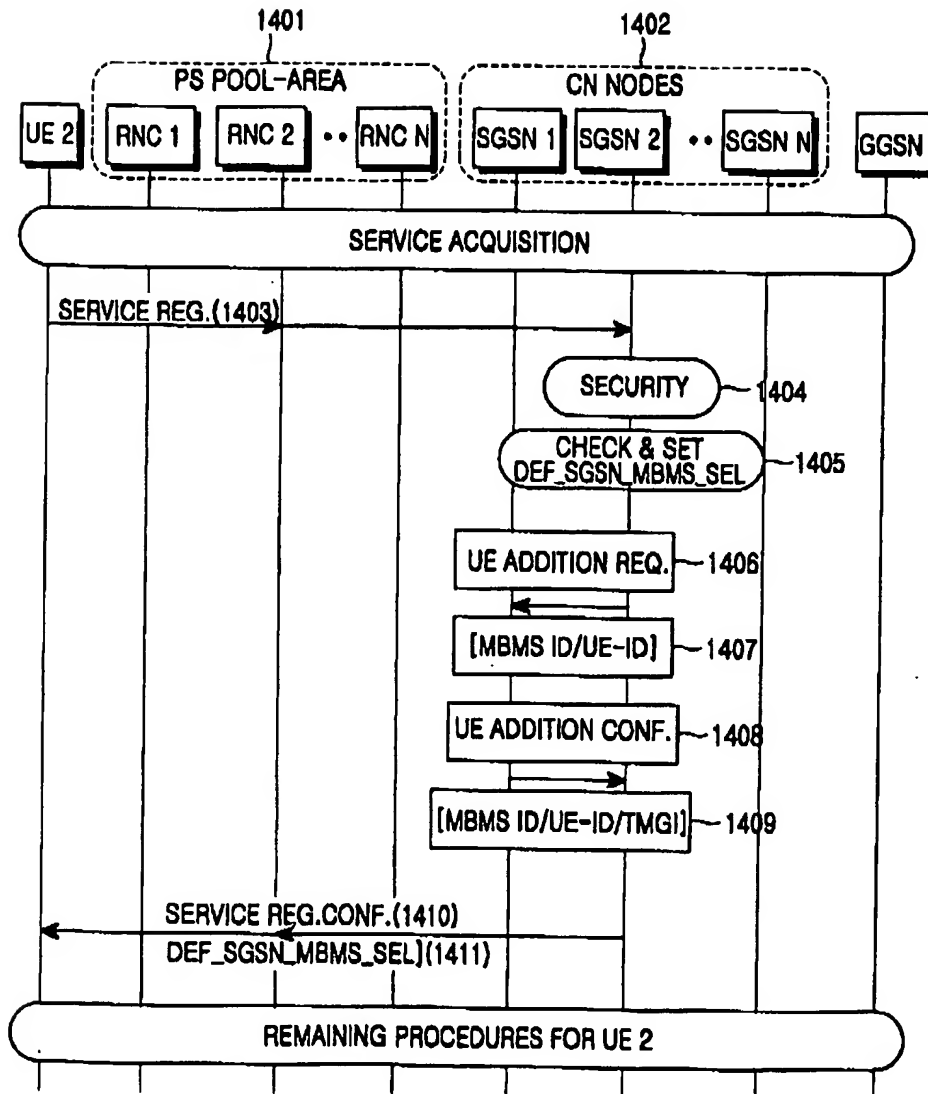 1401
1402
PS POOL-AREA
CN NODES
UE 2
RNC 1
RNC 2
••
RNC N
SGSN 1
SGSN 2
••
SGSN N
GGSN
SERVICE ACQUISITION
SERVICE REG.(1403)
SECURITY
1404
CHECK & SET
DEF_SGSN_MBMS_SEL
1405
UE ADDITION REQ.
1406
[MBMS ID/UE-ID]
1407
UE ADDITION CONF.
1408
[MBMS ID/UE-ID/TMGI]
1409
SERVICE REG.CONF.(1410)
DEF_SGSN_MBMS_SEL](1411)
REMAINING PROCEDURES FOR UE 2